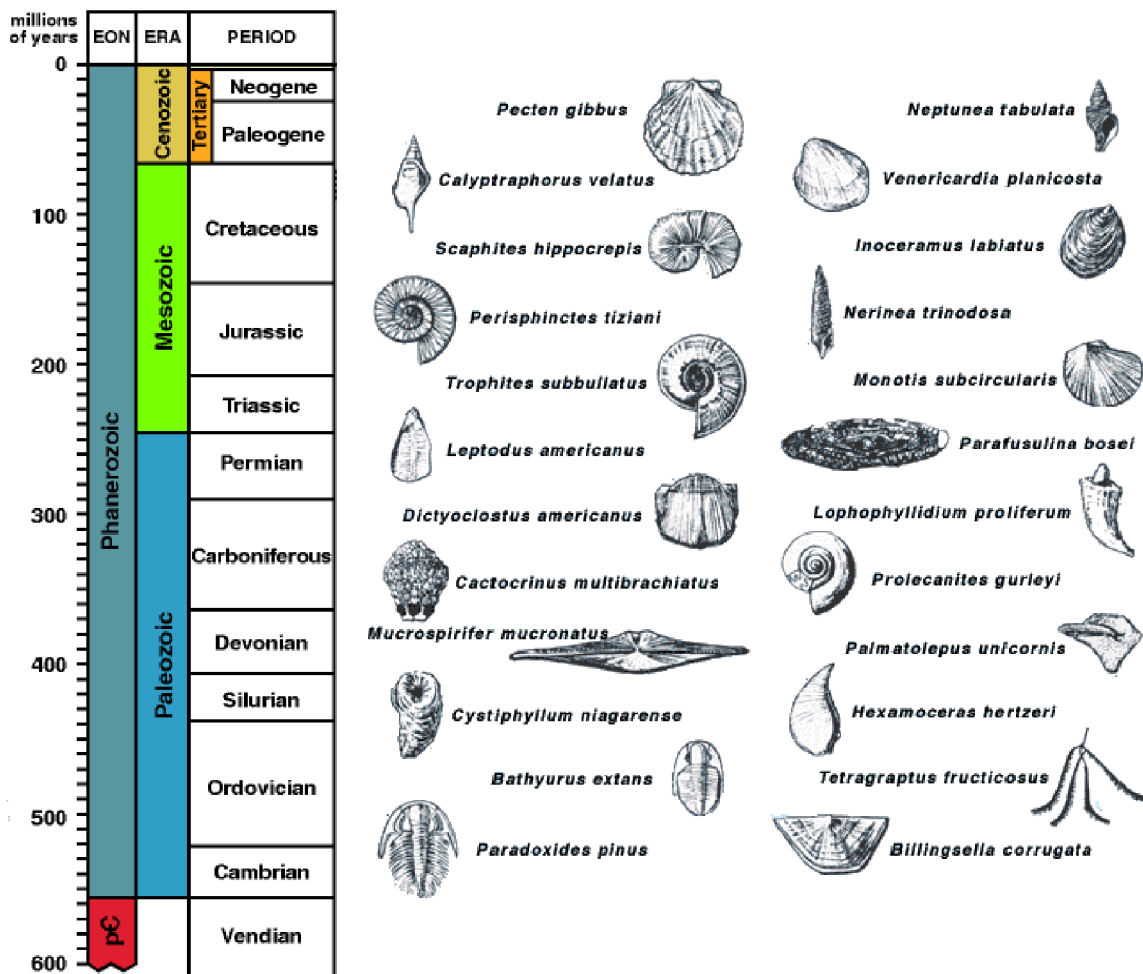 millions
of years
EON
ERA
PERIOD
0
100
200
300
400
500
600
Phanerozoic
p€
Cenozoic
Mesozoic
Paleozoic
Tertiary
Neogene
Paleogene
Cretaceous
Jurassic
Triassic
Permian
Carboniferous
Devonian
Silurian
Ordovician
Cambrian
Vendian
Pecten gibbus
Neptunea tabulata
Calyptraphorus velatus
Venericardia planicosta
Scaphites hippocrepis
Inoceramus labiatus
Perisphinctes tiziani
Nerinea trinodosa
Trophites subbullatus
Monotis subcircularis
Leptodus americanus
Parafusulina bosei
Dictyoclostus americanus
Lophophyllidium proliferum
Cactocrinus multibrachiatus
Prolecanites gurleyi
Mucrospirifer mucronatus
Palmatolepus unicornis
Cystiphyllum niagarense
Hexamoceras hertzeri
Bathyurus extans
Tetragraptus fructicosus
Paradoxides pinus
Billingsella corrugata